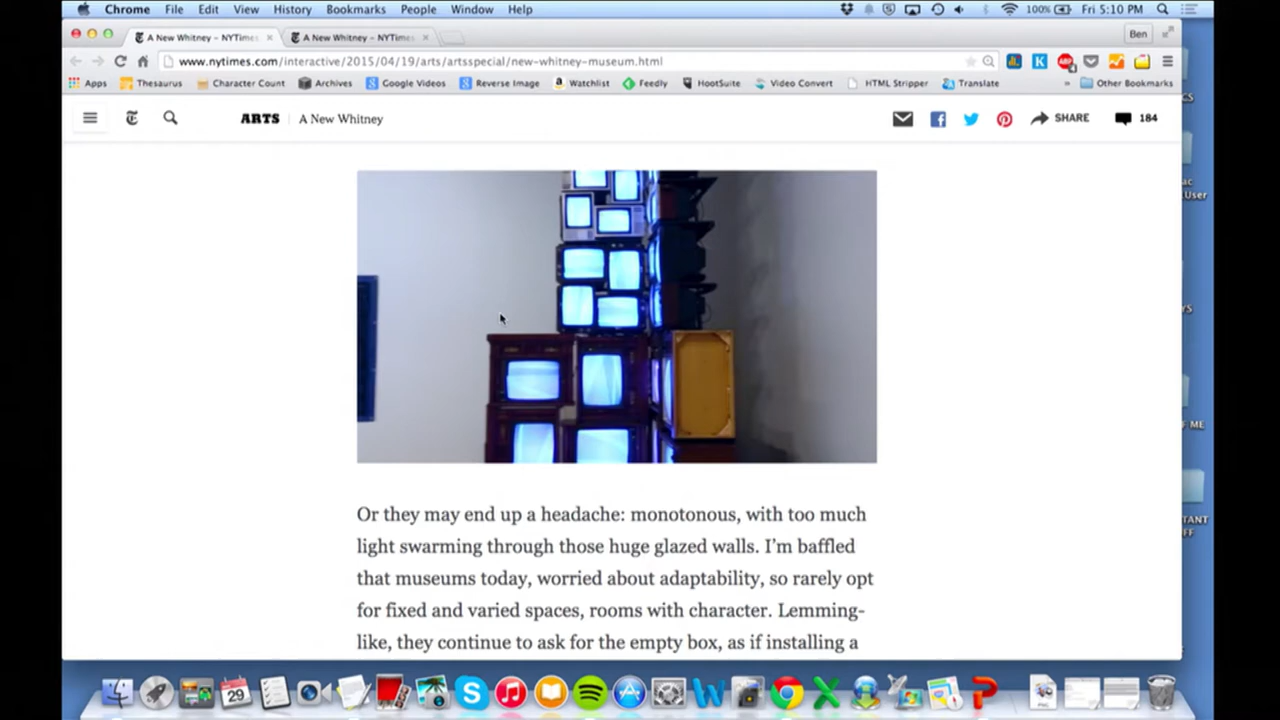 Chrome File Edit View History Bookmarks People Window Help 100% Fri 5:10 PM
A New Whitney – NYTimes. × A New Whitney – NYTimes. × Ben
www.nytimes.com/interactive/2015/04/19/arts/artsspecial/new-whitney-museum.html
Apps Thesaurus Character Count Archives Google Videos Reverse Image Watchlist Feedly HootSuite Video Convert HTML Stripper Translate » Other Bookmarks
ARTS A New Whitney SHARE 184
Or they may end up a headache: monotonous, with too much
light swarming through those huge glazed walls. I’m baffled
that museums today, worried about adaptability, so rarely opt
for fixed and varied spaces, rooms with character. Lemming-
like, they continue to ask for the empty box, as if installing a
29